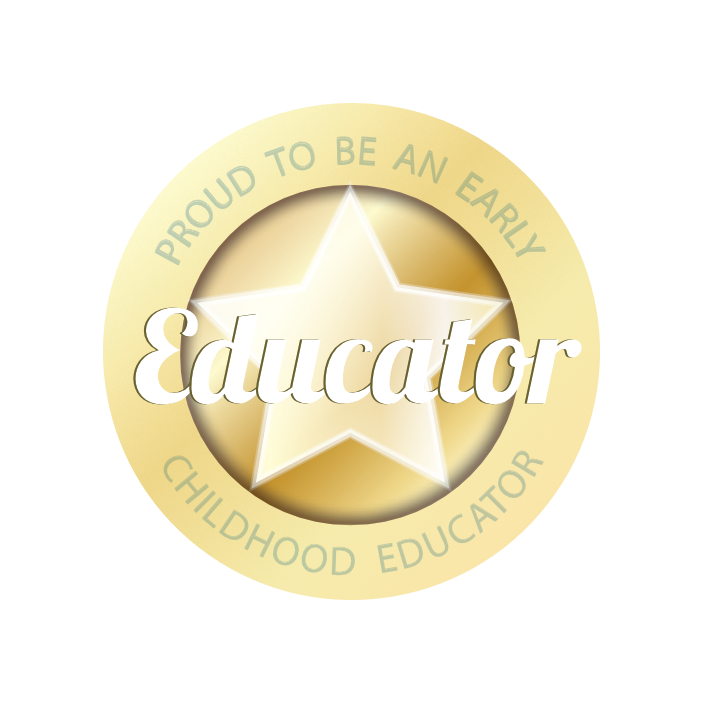 PROUD TO BE AN EARLY
Educator
CHILDHOOD EDUCATOR